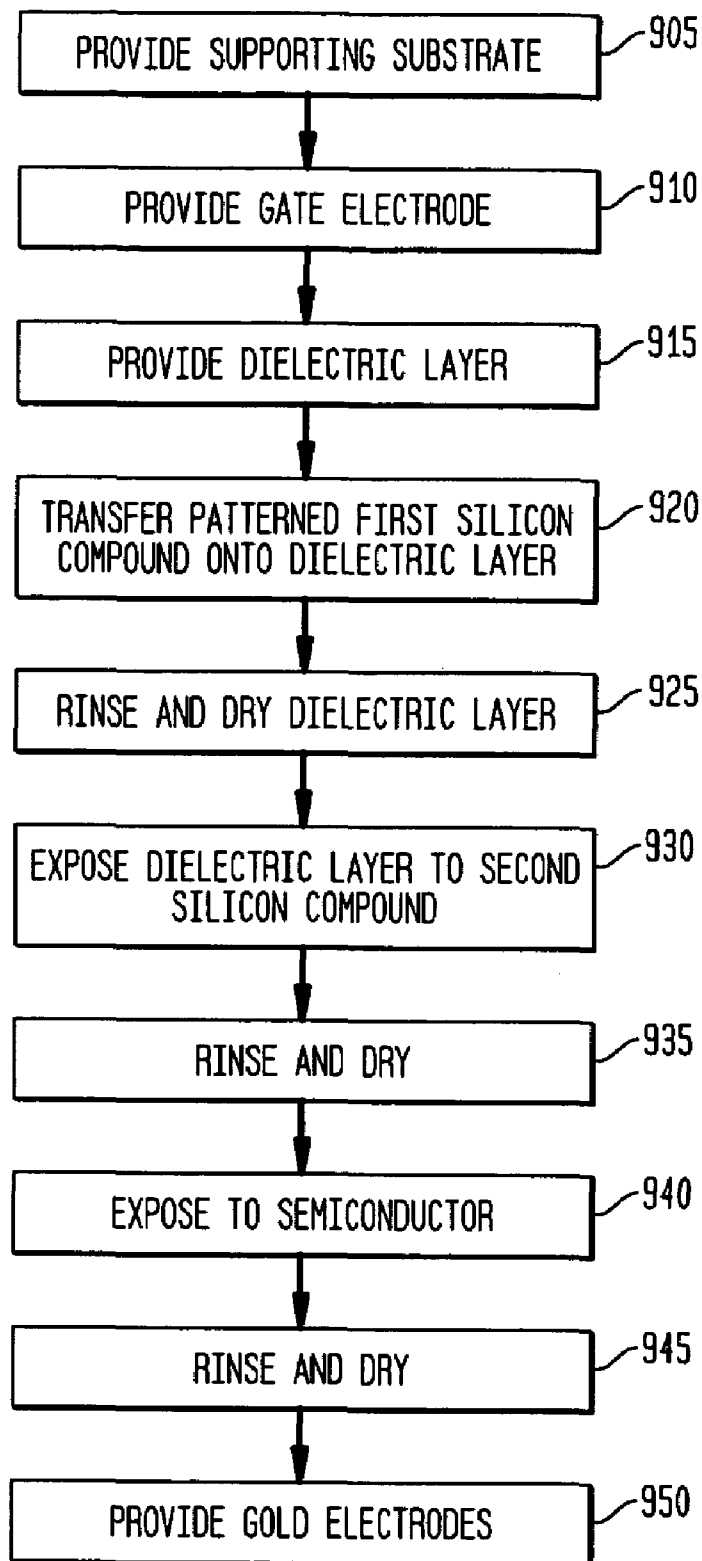 PROVIDE SUPPORTING SUBSTRATE
905
PROVIDE GATE ELECTRODE
910
PROVIDE DIELECTRIC LAYER
915
TRANSFER PATTERNED FIRST SILICON
COMPOUND ONTO DIELECTRIC LAYER
920
RINSE AND DRY DIELECTRIC LAYER
925
EXPOSE DIELECTRIC LAYER TO SECOND
SILICON COMPOUND
930
RINSE AND DRY
935
EXPOSE TO SEMICONDUCTOR
940
RINSE AND DRY
945
PROVIDE GOLD ELECTRODES
950